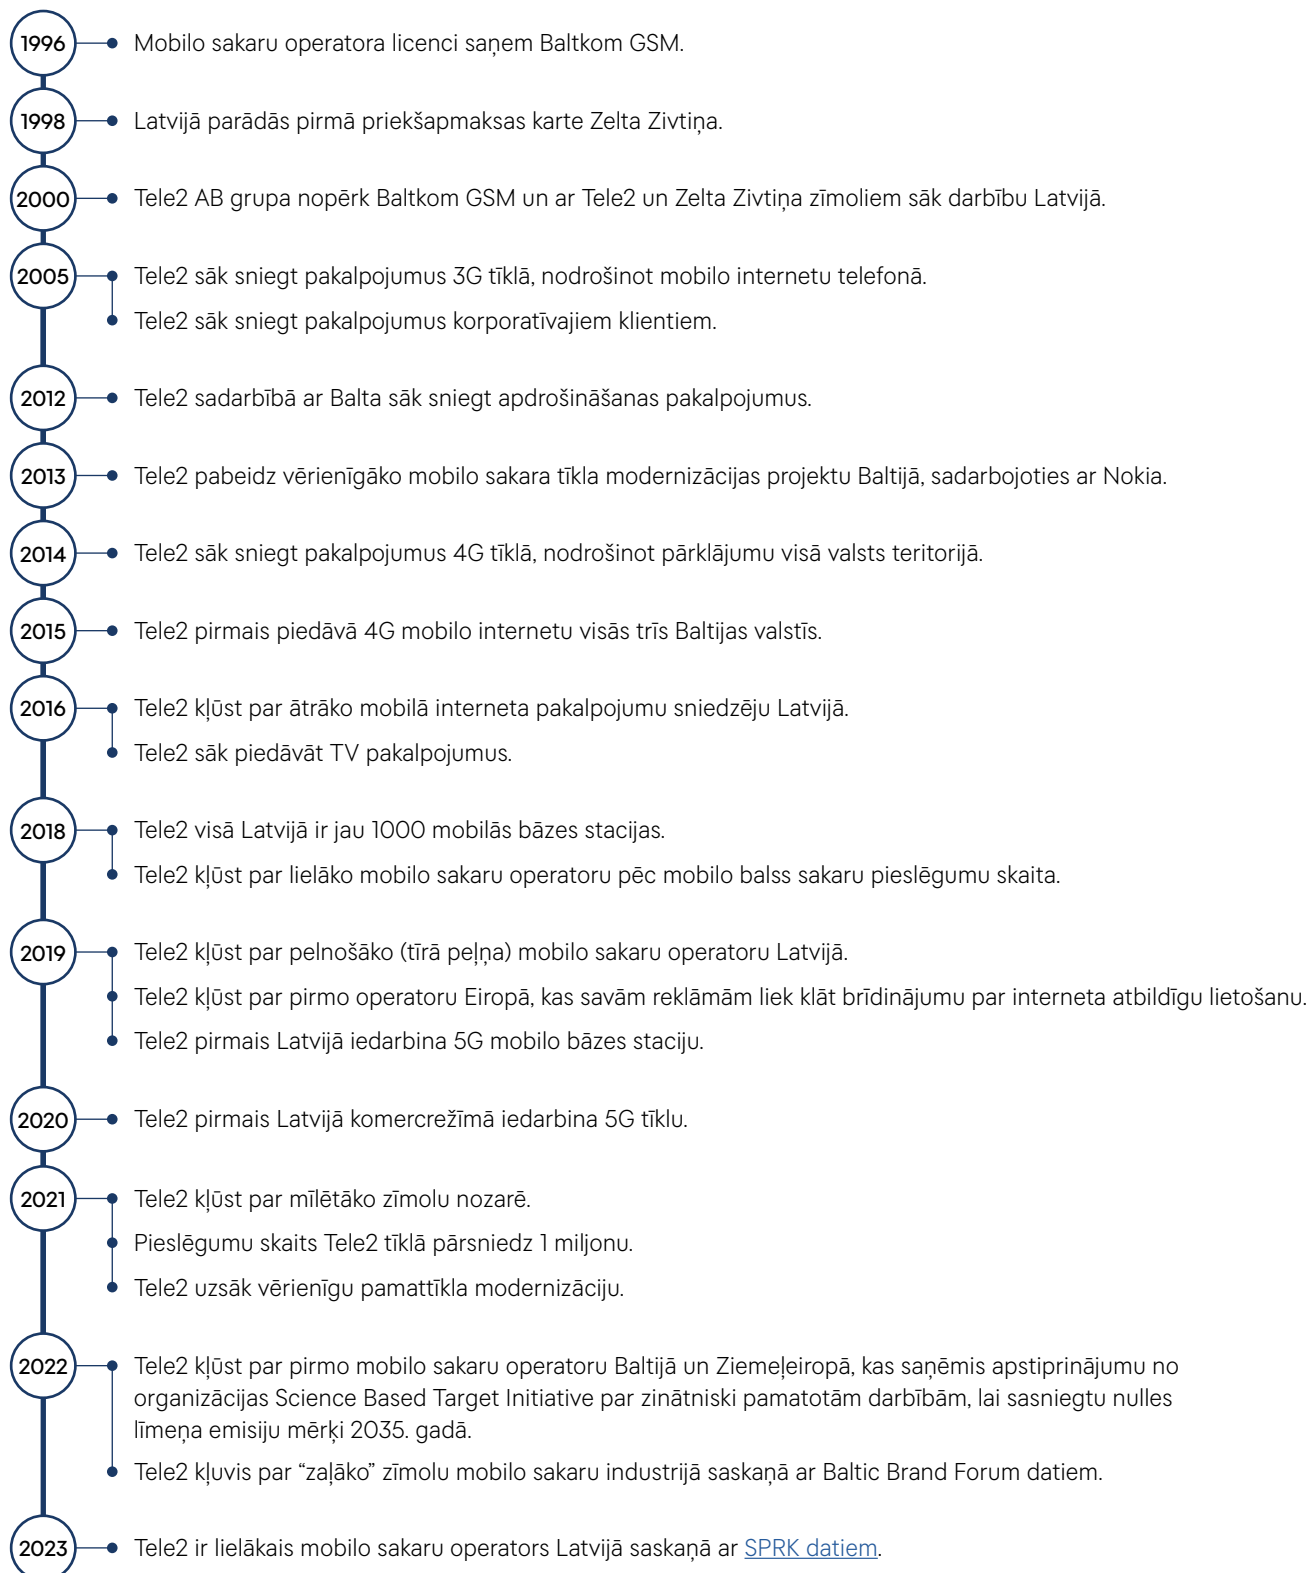 1996 Mobilo sakaru operatora licenci saņem Baltkom GSM.
1998 Latvijā parādās pirmā priekšapmaksas karte Zelta Zivtiņa.
2000 Tele2 AB grupa nopērk Baltkom GSM un ar Tele2 un Zelta Zivtiņa zīmoliem sāk darbību Latvijā.
2005 Tele2 sāk sniegt pakalpojumus 3G tīklā, nodrošinot mobilo internetu telefonā.
Tele2 sāk sniegt pakalpojumus korporatīvajiem klientiem.
2012 Tele2 sadarbībā ar Balta sāk sniegt apdrošināšanas pakalpojumus.
2013 Tele2 pabeidz vērienīgāko mobilo sakara tīkla modernizācijas projektu Baltijā, sadarbojoties ar Nokia.
2014 Tele2 sāk sniegt pakalpojumus 4G tīklā, nodrošinot pārklājumu visā valsts teritorijā.
2015 Tele2 pirmais piedāvā 4G mobilo internetu visās trīs Baltijas valstīs.
2016 Tele2 kļūst par ātrāko mobilā interneta pakalpojumu sniedzēju Latvijā.
Tele2 sāk piedāvāt TV pakalpojumus.
2018 Tele2 visā Latvijā ir jau 1000 mobilās bāzes stacijas.
Tele2 kļūst par lielāko mobilo sakaru operatoru pēc mobilo balss sakaru pieslēgumu skaita.
2019 Tele2 kļūst par pelnošāko (tīrā peļņa) mobilo sakaru operatoru Latvijā.
Tele2 kļūst par pirmo operatoru Eiropā, kas savām reklāmām liek klāt brīdinājumu par interneta atbildīgu lietošanu.
Tele2 pirmais Latvijā iedarbina 5G mobilo bāzes staciju.
2020 Tele2 pirmais Latvijā komercrežīmā iedarbina 5G tīklu.
2021 Tele2 kļūst par mīlētāko zīmolu nozarē.
Pieslēgumu skaits Tele2 tīklā pārsniedz 1 miljonu.
Tele2 uzsāk vērienīgu pamattīkla modernizāciju.
2022 Tele2 kļūst par pirmo mobilo sakaru operatoru Baltijā un Ziemeļeiropā, kas saņēmis apstiprinājumu no
organizācijas Science Based Target Initiative par zinātniski pamatotām darbībām, lai sasniegtu nulles
līmeņa emisiju mērķi 2035. gadā.
Tele2 kļuvis par “zaļāko” zīmolu mobilo sakaru industrijā saskaņā ar Baltic Brand Forum datiem.
2023 Tele2 ir lielākais mobilo sakaru operators Latvijā saskaņā ar SPRK datiem.